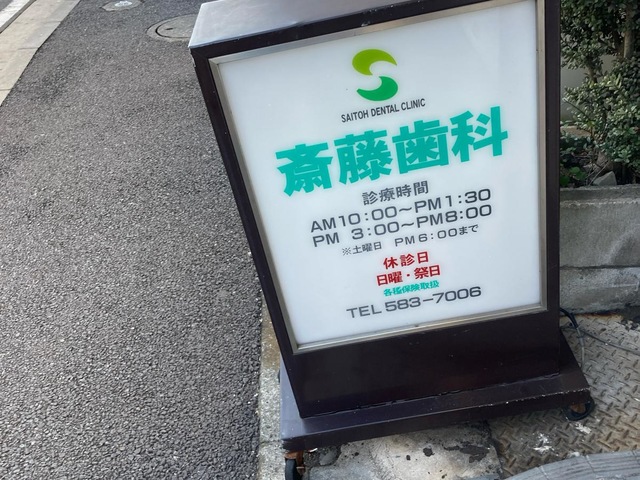 SAITOH DENTAL CLINIC
斎藤歯科
診療時間
AM10:00〜PM1:30
PM 3:00〜PM8:00
※土曜日 PM6:00まで
休診日
日曜・祭日
各種保険取扱
TEL 583-7006